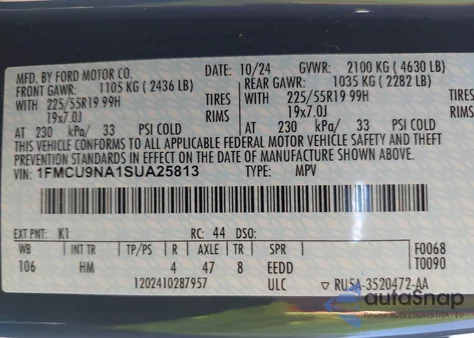 MFD. BY FORD MOTOR CO. DATE: 10/24 GVWR: 2100 KG (4630 LB)
FRONT GAWR: 1105 KG (2436 LB) REAR GAWR: 1035 KG (2282 LB)
WITH 225/55R19 99H TIRES WITH 225/55R19 99H TIRES
19x7.0J RIMS 19x7.0J RIMS
AT 230 kPa/ 33 PSI COLD AT 230 kPa/ 33 PSI COLD
THIS VEHICLE CONFORMS TO ALL APPLICABLE FEDERAL MOTOR VEHICLE SAFETY AND THEFT
PREVENTION STANDARDS IN EFFECT ON THE DATE OF MANUFACTURE SHOWN ABOVE.
VIN: 1FMCU9NA1SUA25813 TYPE: MPV
EXT PNT: K1 RC: 44 DSO:
WB INT TR TP/PS R AXLE TR SPR F0068
106 HM 4 47 8 EEDD T0090
1202410287957 ULC RU5A-3520472-AA
autoSnap